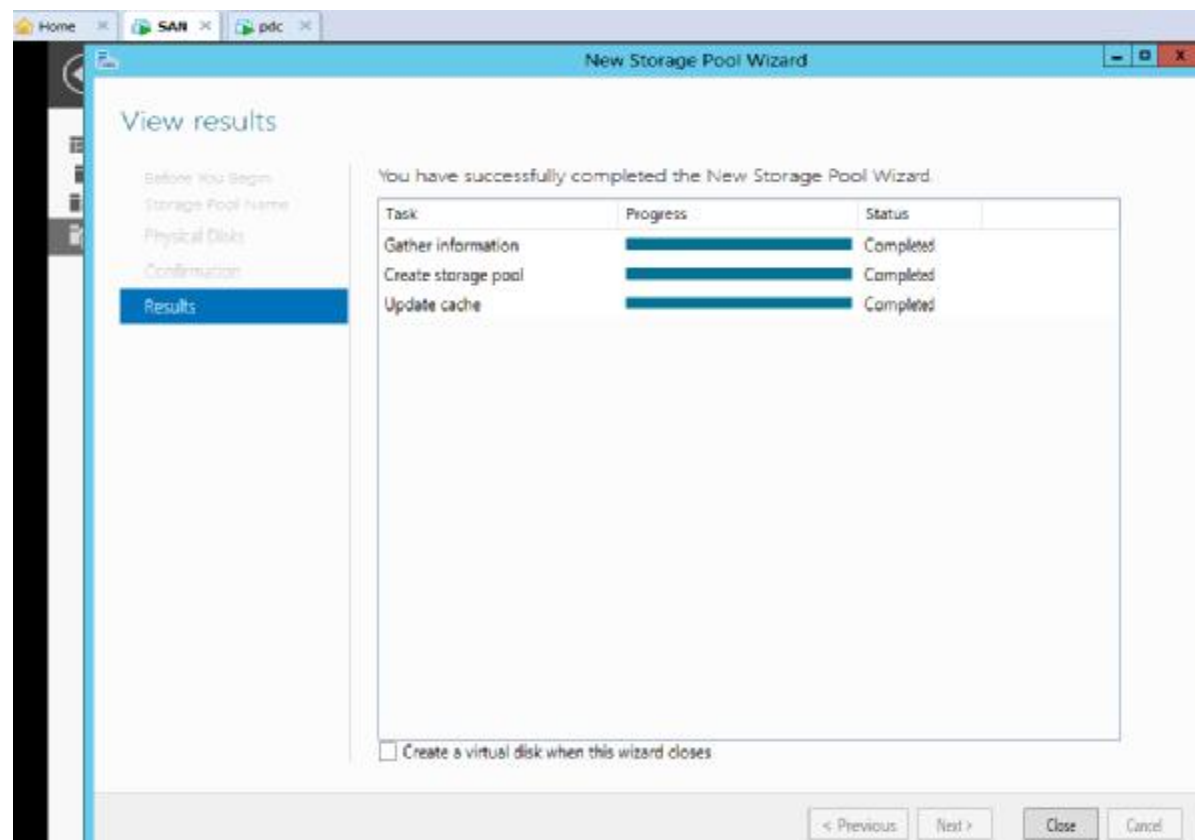 Home SAN pdc
New Storage Pool Wizard
View results
Before You Begin
Storage Pool Name
Physical Disks
Confirmation
Results
You have successfully completed the New Storage Pool Wizard.
Task Progress Status
Gather information Completed
Create storage pool Completed
Update cache Completed
Create a virtual disk when this wizard closes
< Previous Next > Close Cancel